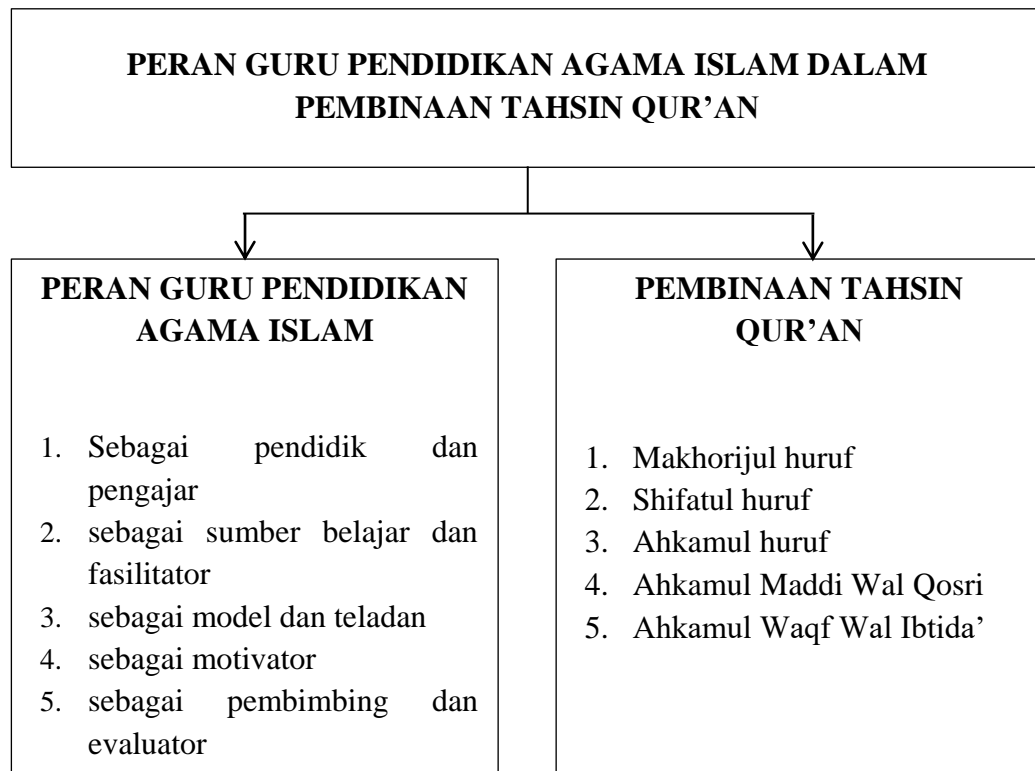 PERAN GURU PENDIDIKAN AGAMA ISLAM DALAM
PEMBINAAN TAHSIN QUR’AN
PERAN GURU PENDIDIKAN
AGAMA ISLAM
1. Sebagai pendidik dan
pengajar
2. sebagai sumber belajar dan
fasilitator
3. sebagai model dan teladan
4. sebagai motivator
5. sebagai pembimbing dan
evaluator
PEMBINAAN TAHSIN
QUR’AN
1. Makhorijul huruf
2. Shifatul huruf
3. Ahkamul huruf
4. Ahkamul Maddi Wal Qosri
5. Ahkamul Waqf Wal Ibtida’